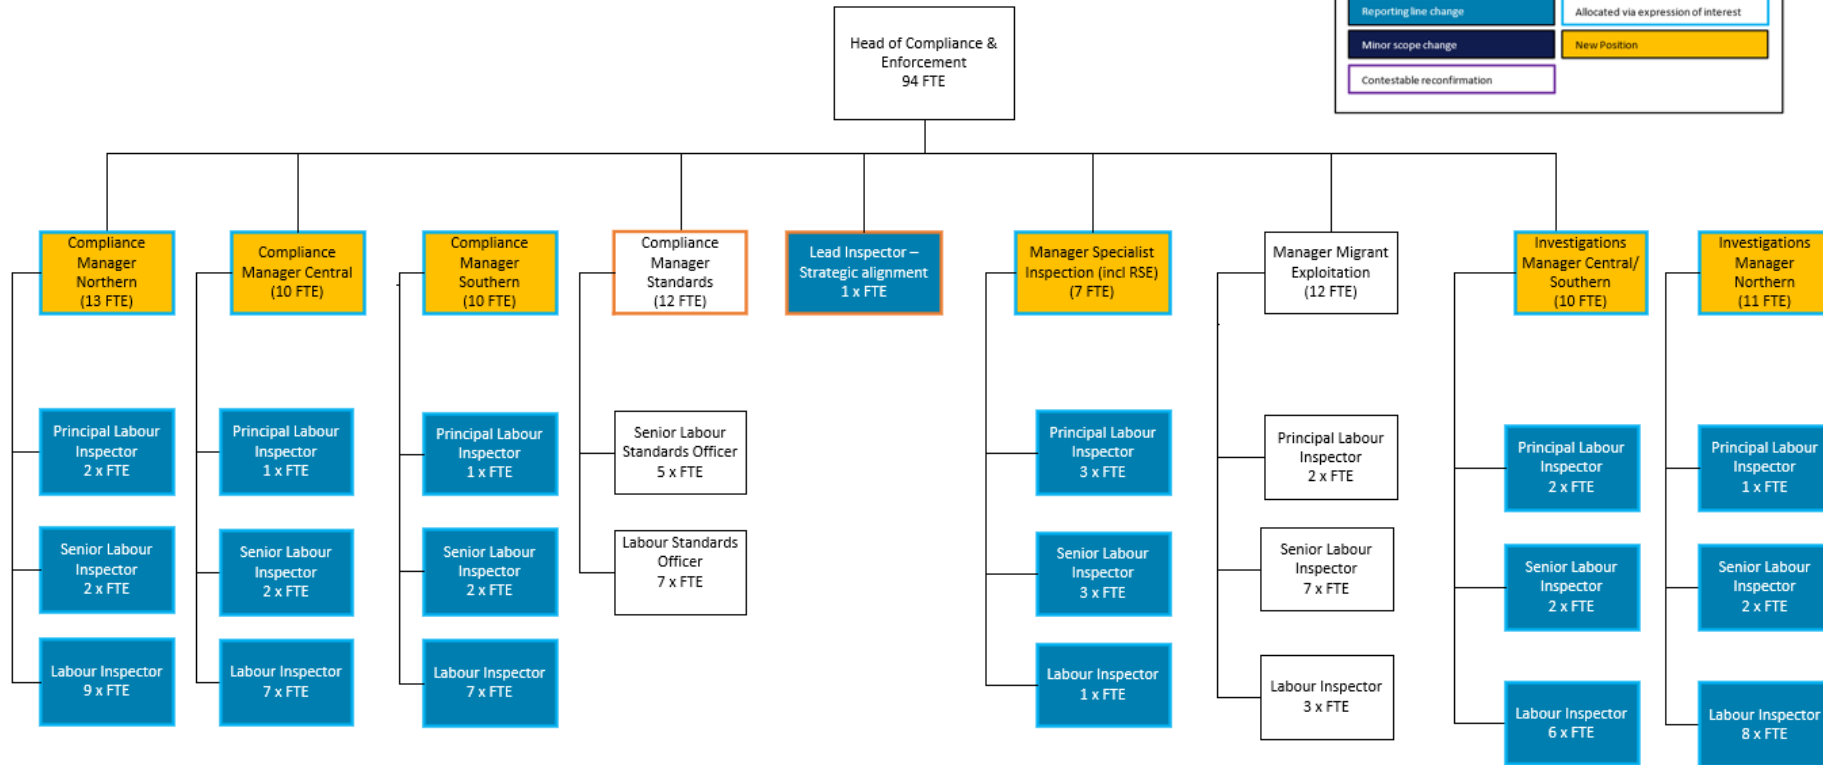 Reporting line change
Allocated via expression of interest
Minor scope change
New Position
Contestable reconfirmation
Head of Compliance &
Enforcement
94 FTE
Compliance
Manager
Northern
(13 FTE)
Compliance
Manager Central
(10 FTE)
Compliance
Manager
Southern
(10 FTE)
Compliance
Manager
Standards
(12 FTE)
Lead Inspector –
Strategic alignment
1 x FTE
Manager Specialist
Inspection (incl RSE)
(7 FTE)
Manager Migrant
Exploitation
(12 FTE)
Investigations
Manager Central/
Southern
(10 FTE)
Investigations
Manager
Northern
(11 FTE)
Principal Labour
Inspector
2 x FTE
Principal Labour
Inspector
1 x FTE
Principal Labour
Inspector
1 x FTE
Senior Labour
Standards Officer
5 x FTE
Principal Labour
Inspector
3 x FTE
Principal Labour
Inspector
2 x FTE
Principal Labour
Inspector
2 x FTE
Principal Labour
Inspector
1 x FTE
Senior Labour
Inspector
2 x FTE
Senior Labour
Inspector
2 x FTE
Senior Labour
Inspector
2 x FTE
Labour Standards
Officer
7 x FTE
Senior Labour
Inspector
3 x FTE
Senior Labour
Inspector
7 x FTE
Senior Labour
Inspector
2 x FTE
Senior Labour
Inspector
2 x FTE
Labour Inspector
9 x FTE
Labour Inspector
7 x FTE
Labour Inspector
7 x FTE
Labour Inspector
1 x FTE
Labour Inspector
3 x FTE
Labour Inspector
6 x FTE
Labour Inspector
8 x FTE